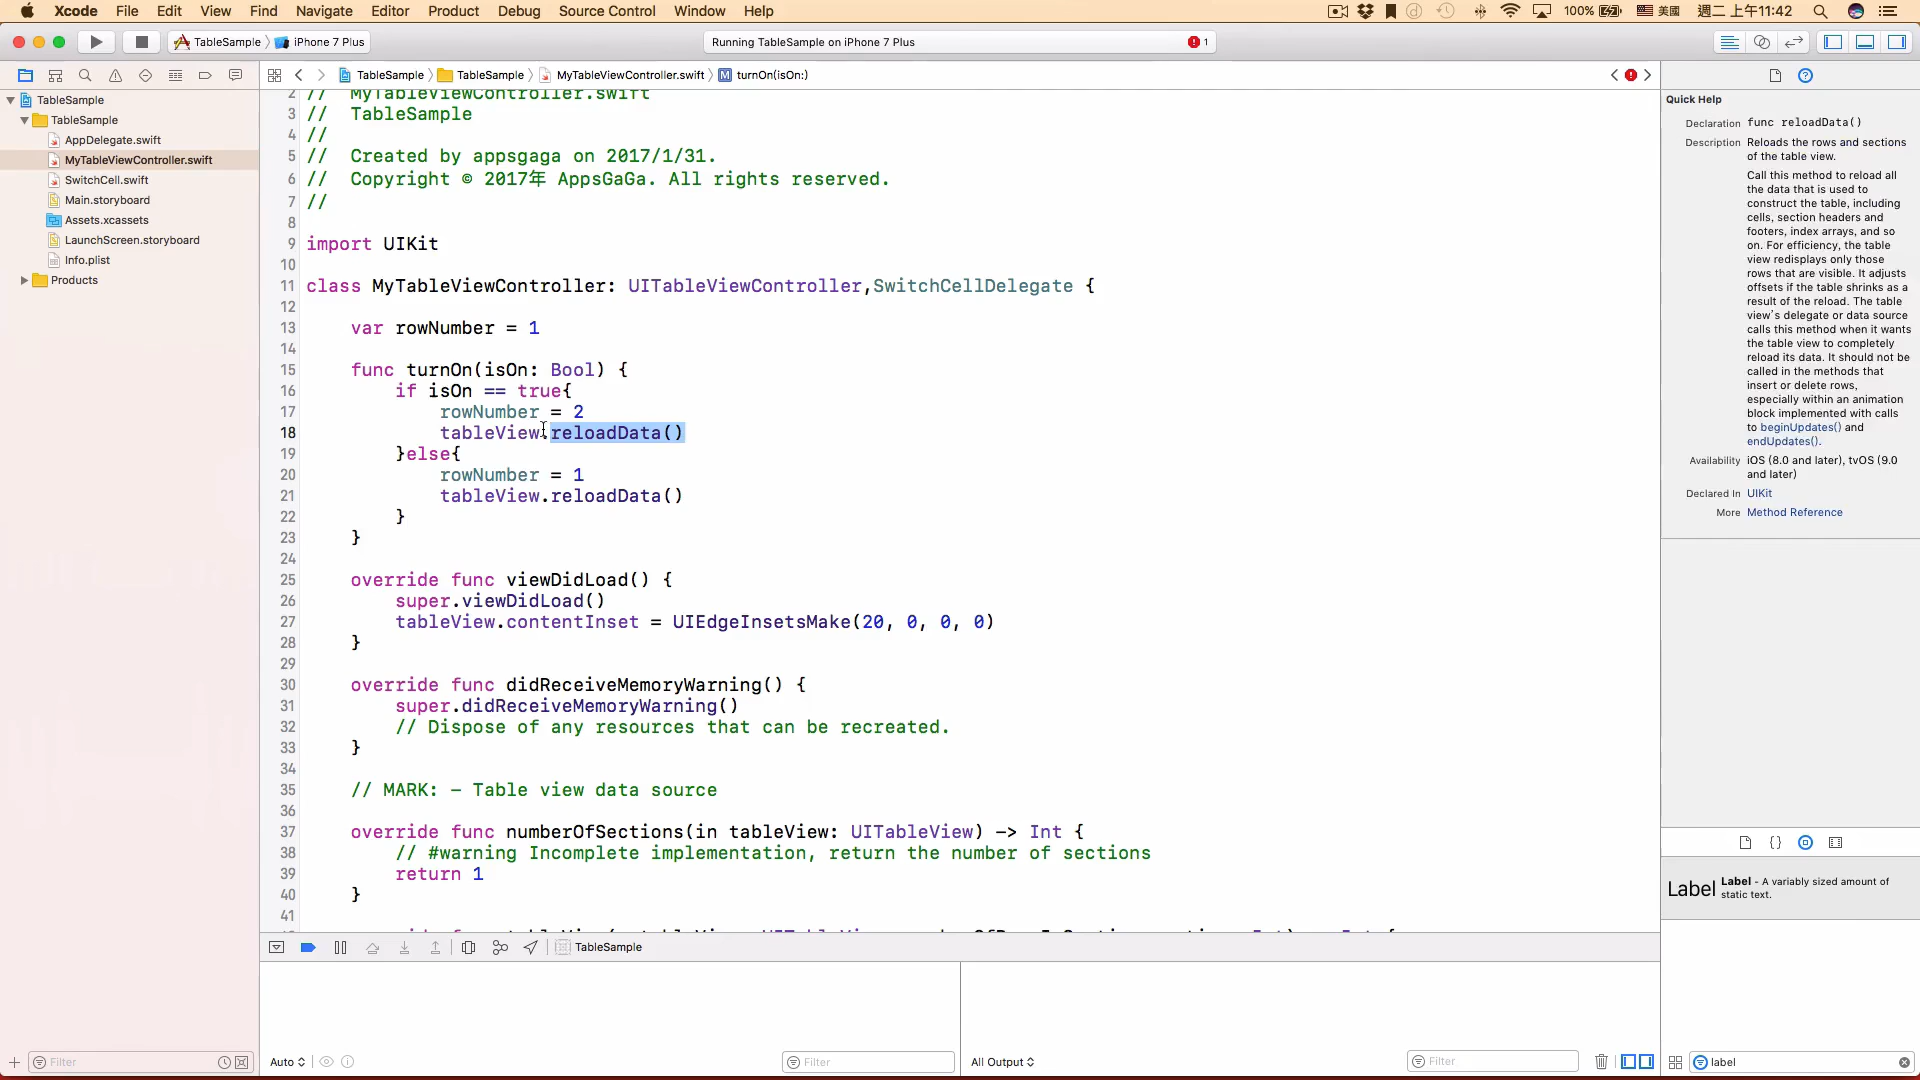 Xcode File Edit View Find Navigate Editor Product Debug Source Control Window Help
100% 美國 週二 上午11:42
TableSample iPhone 7 Plus
Running TableSample on iPhone 7 Plus
1
TableSample TableSample MyTableViewController.swift M turnOn(isOn:)
TableSample
TableSample
AppDelegate.swift
MyTableViewController.swift
SwitchCell.swift
Main.storyboard
Assets.xcassets
LaunchScreen.storyboard
Info.plist
Products
2 // MyTableViewController.swift
3 // TableSample
4 //
5 // Created by appsgaga on 2017/1/31.
6 // Copyright © 2017年 AppsGaGa. All rights reserved.
7 //
8
9 import UIKit
10
11 class MyTableViewController: UITableViewController,SwitchCellDelegate {
12
13 var rowNumber = 1
14
15 func turnOn(isOn: Bool) {
16 if isOn == true{
17 rowNumber = 2
18 tableView.reloadData()
19 }else{
20 rowNumber = 1
21 tableView.reloadData()
22 }
23 }
24
25 override func viewDidLoad() {
26 super.viewDidLoad()
27 tableView.contentInset = UIEdgeInsetsMake(20, 0, 0, 0)
28 }
29
30 override func didReceiveMemoryWarning() {
31 super.didReceiveMemoryWarning()
32 // Dispose of any resources that can be recreated.
33 }
34
35 // MARK: - Table view data source
36
37 override func numberOfSections(in tableView: UITableView) -> Int {
38 // #warning Incomplete implementation, return the number of sections
39 return 1
40 }
41
TableSample
Auto
Filter
All Output
Filter
Filter
Quick Help
Declaration func reloadData()
Description Reloads the rows and sections
of the table view.
Call this method to reload all
the data that is used to
construct the table, including
cells, section headers and
footers, index arrays, and so
on. For efficiency, the table
view redisplays only those
rows that are visible. It adjusts
offsets if the table shrinks as a
result of the reload. The table
view's delegate or data source
calls this method when it wants
the table view to completely
reload its data. It should not be
called in the methods that
insert or delete rows,
especially within an animation
block implemented with calls
to beginUpdates() and
endUpdates().
Availability iOS (8.0 and later), tvOS (9.0
and later)
Declared In UIKit
More Method Reference
Label Label - A variably sized amount of
static text.
label